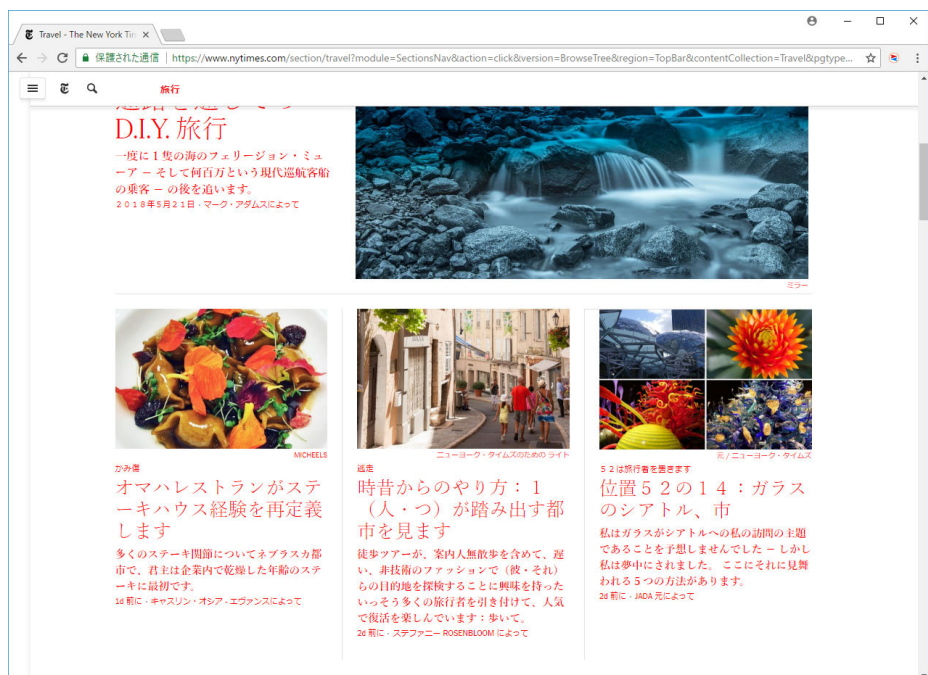 Travel - The New York Tin
保護された通信 | https://www.nytimes.com/section/travel?module=SectionsNav&action=click&version=BrowseTree&region=TopBar&contentCollection=Travel&pgtype...
旅行
D.I.Y. 旅行
一度に１隻の海のフェリージョン・ミュ
ーア − そして何百万という現代巡航客船
の乗客 − の後を追います。
２０１８年５月２１日 - マーク・アダムスによって
ミラー
MICHEELS
かみ傷
オマハレストランがステ
ーキハウス経験を再定義
します
多くのステーキ関節についてネブラスカ都
市で、君主は企業内で乾燥した年齢のステ
ーキに最初です。
1d 前に - キャスリン・オシア - エヴァンスによって
ニューヨーク・タイムズのための ライト
逃走
時昔からのやり方：１
（人・つ）が踏み出す都
市を見ます
徒歩ツアーが、案内人無散歩を含めて、遅
い、非技術のファッションで（彼・それ）
らの目的地を探検することに興味を持った
いっそう多くの旅行者を引き付けて、人気
で復活を楽しんでいます：歩いて。
2d 前に - ステファニー ROSENBLOOM によって
元 / ニューヨーク・タイムズ
５２は旅行者を置きます
位置５２の１４：ガラス
のシアトル、市
私はガラスがシアトルへの私の訪問の主題
であることを予想しませんでした − しかし
私は夢中にされました。 ここにそれに見舞
われる５つの方法があります。
2d 前に - JADA 元によって